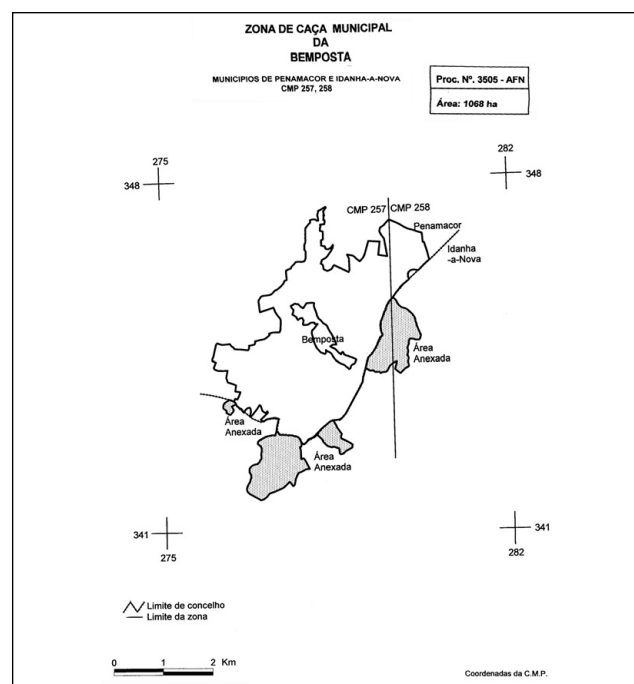 ZONA DE CAÇA MUNICIPAL
DA
BEMPOSTA
MUNICIPIOS DE PENAMACOR E IDANHA-A-NOVA
CMP 257, 258
Proc. Nº. 3505 - AFN
Área: 1068 ha
275
348
282
348
CMP 257
CMP 258
Penamacor
Idanha
-a-Nova
Bemposta
Área
Anexada
Área
Anexada
Área
Anexada
341
275
341
282
Limite de concelho
Limite da zona
0 1 2 Km
Coordenadas da C.M.P.